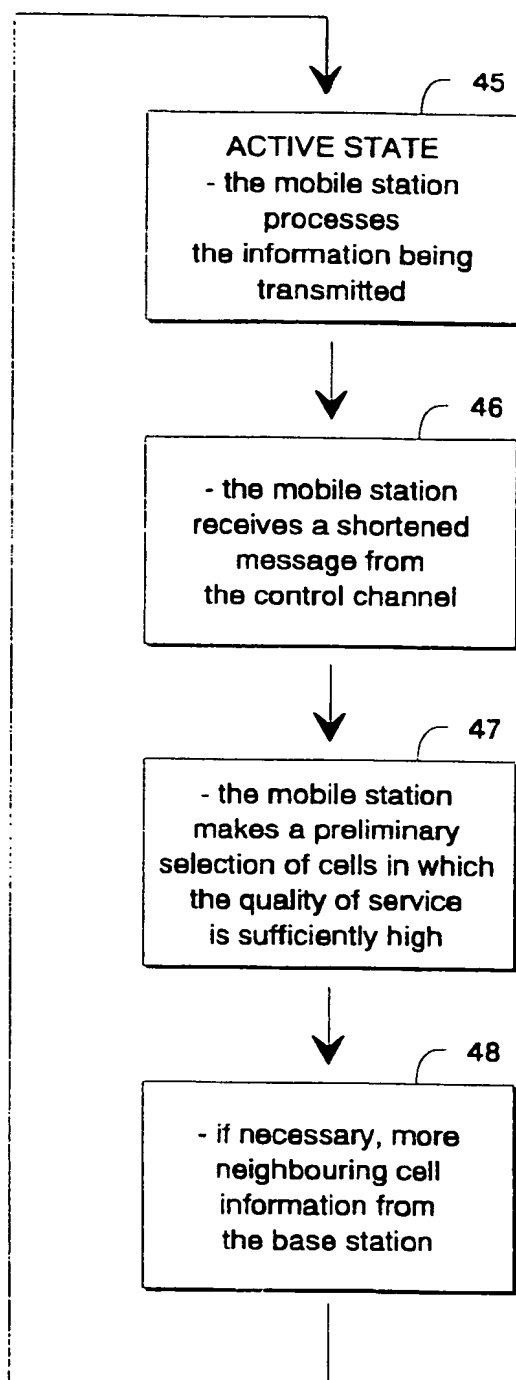 45
ACTIVE STATE
- the mobile station
processes
the information being
transmitted
46
- the mobile station
receives a shortened
message from
the control channel
47
- the mobile station
makes a preliminary
selection of cells in which
the quality of service
is sufficiently high
48
- if necessary, more
neighbouring cell
information from
the base station